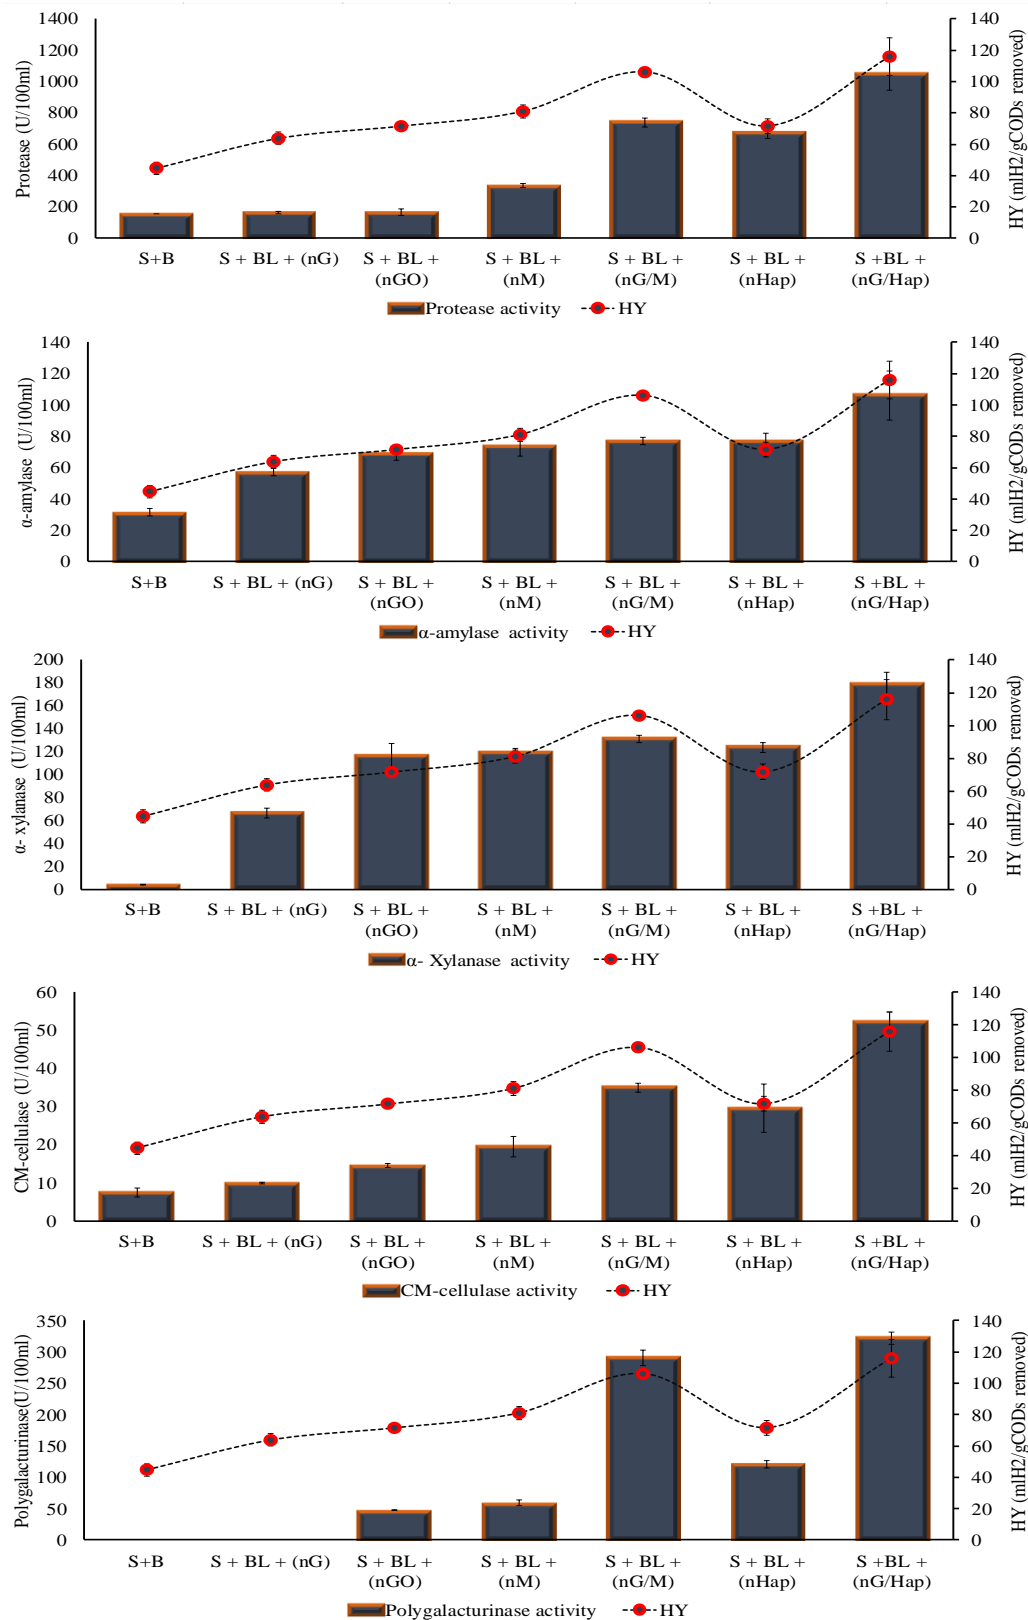 1400
1200
1000
800
600
400
200
0
Protease (U/100ml)
140
120
100
80
60
40
20
0
HY (mlH2/gCODs removed)
S+B
S + BL + (nG)
S + BL +
(nGO)
S + BL +
(nM)
S + BL +
(nG/M)
S + BL +
(nHap)
S +BL +
(nG/Hap)
Protease activity
HY
140
120
100
80
60
40
20
0
α-amylase (U/100ml)
140
120
100
80
60
40
20
0
HY (mlH2/gCODs removed)
S+B
S + BL + (nG)
S + BL +
(nGO)
S + BL +
(nM)
S + BL +
(nG/M)
S + BL +
(nHap)
S +BL +
(nG/Hap)
α-amylase activity
HY
200
180
160
140
120
100
80
60
40
20
0
α- xylanase (U/100ml)
140
120
100
80
60
40
20
0
HY (mlH2/gCODs removed)
S+B
S + BL + (nG)
S + BL +
(nGO)
S + BL +
(nM)
S + BL +
(nG/M)
S + BL +
(nHap)
S +BL +
(nG/Hap)
α- Xylanase activity
HY
60
50
40
30
20
10
0
CM-cellulase (U/100ml)
140
120
100
80
60
40
20
0
HY (mlH2/gCODs removed)
S+B
S + BL + (nG)
S + BL +
(nGO)
S + BL +
(nM)
S + BL +
(nG/M)
S + BL +
(nHap)
S +BL +
(nG/Hap)
CM-cellulase activity
HY
350
300
250
200
150
100
50
0
Polygalacturinase(U/100ml)
140
120
100
80
60
40
20
0
HY (mlH2/gCODs removed)
S+B
S + BL + (nG)
S + BL +
(nGO)
S + BL +
(nM)
S + BL +
(nG/M)
S + BL +
(nHap)
S +BL +
(nG/Hap)
Polygalacturinase activity
HY